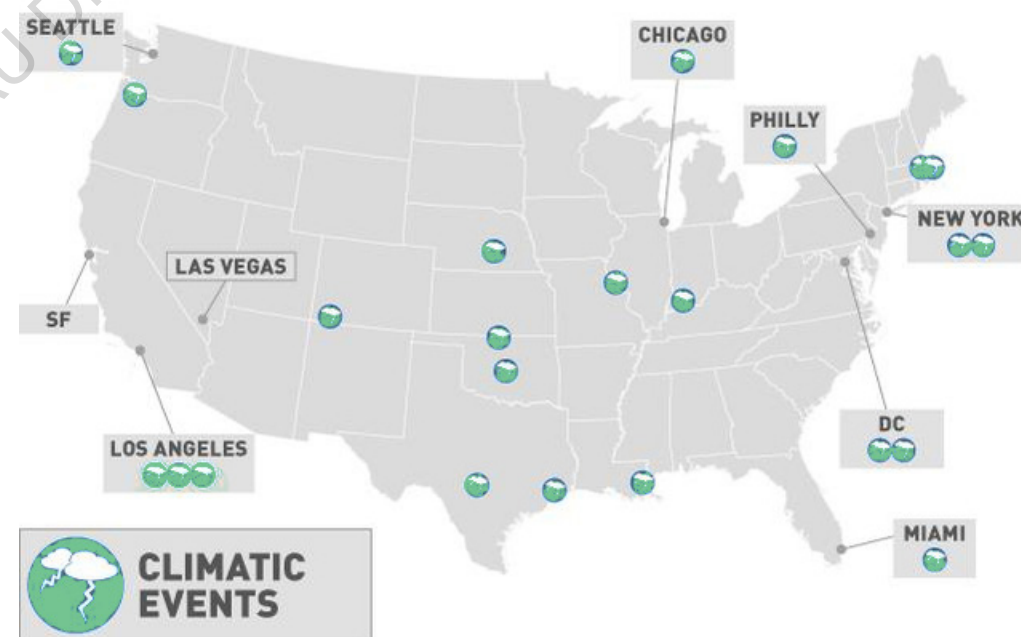 SEATTLE
CHICAGO
PHILLY
NEW YORK
LAS VEGAS
SF
LOS ANGELES
DC
MIAMI
CLIMATIC
EVENTS